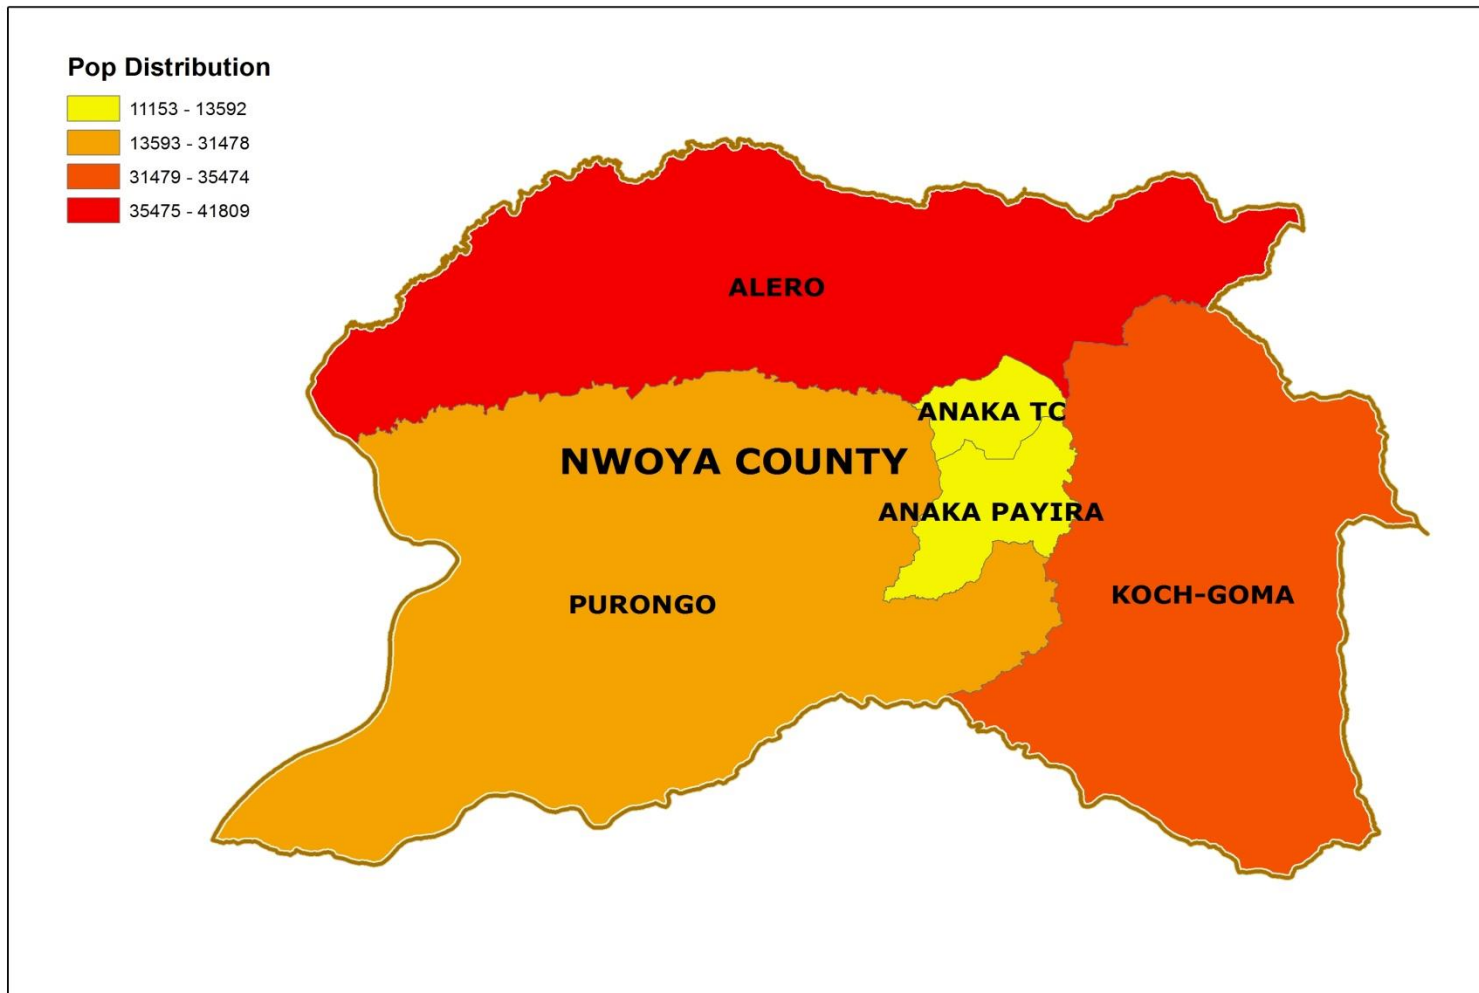 Pop Distribution
11153 - 13592
13593 - 31478
31479 - 35474
35475 - 41809
ALERO
ANAKA TC
NWOYA COUNTY
ANAKA PAYIRA
PURONGO
KOCH-GOMA